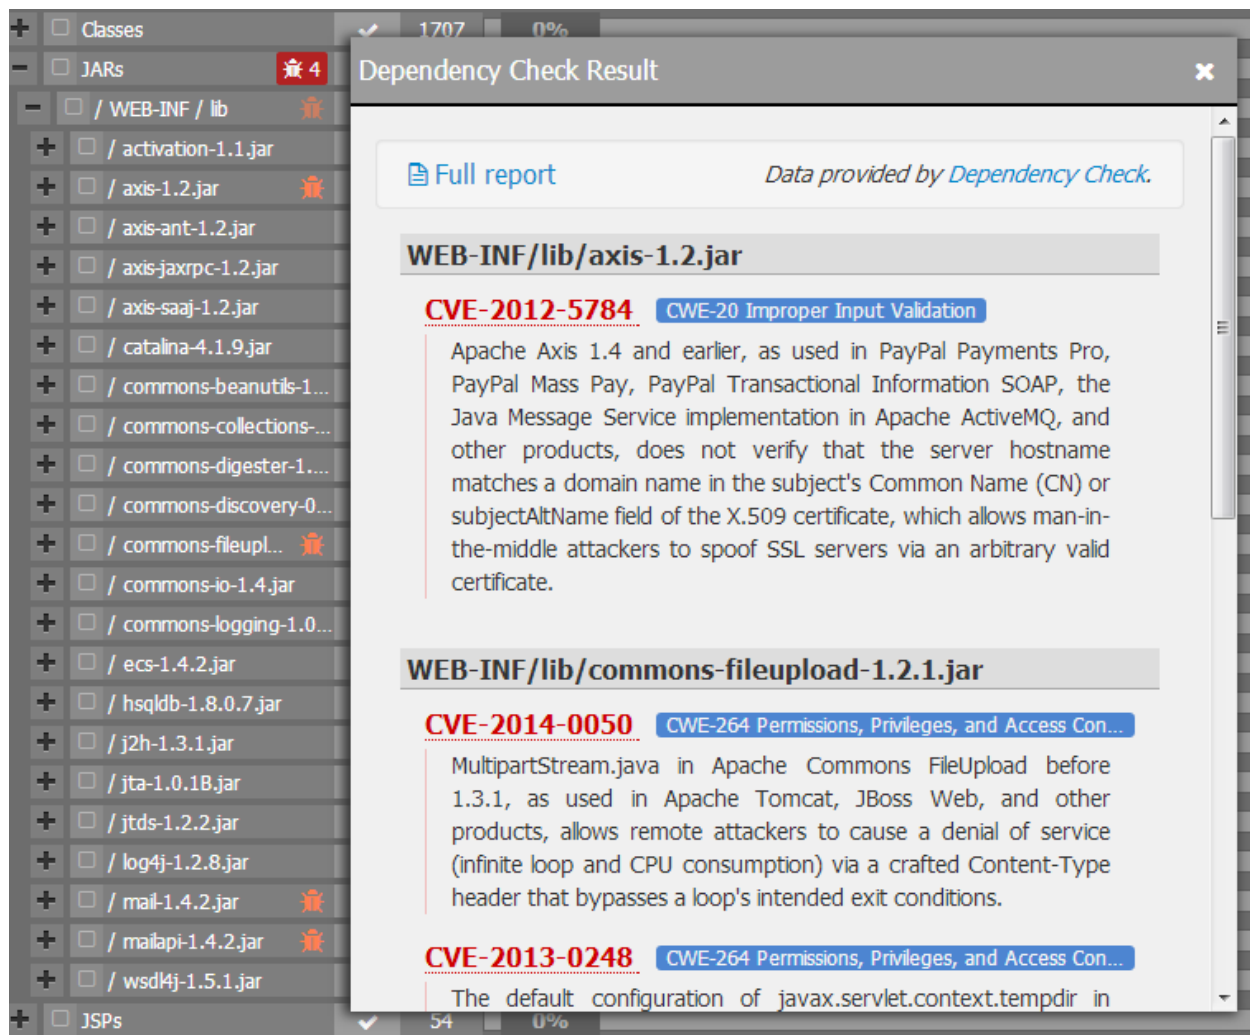 Classes 1707 0%
JARs 4
/ WEB-INF / lib
/ activation-1.1.jar
/ axis-1.2.jar
/ axis-ant-1.2.jar
/ axis-jaxrpc-1.2.jar
/ axis-saaj-1.2.jar
/ catalina-4.1.9.jar
/ commons-beanutils-1...
/ commons-collections-...
/ commons-digester-1....
/ commons-discovery-0...
/ commons-fileupl...
/ commons-io-1.4.jar
/ commons-logging-1.0...
/ ecs-1.4.2.jar
/ hsqldb-1.8.0.7.jar
/ j2h-1.3.1.jar
/ jta-1.0.1B.jar
/ jtds-1.2.2.jar
/ log4j-1.2.8.jar
/ mail-1.4.2.jar
/ mailapi-1.4.2.jar
/ wsdl4j-1.5.1.jar
JSPs 54 0%
Dependency Check Result
Full report Data provided by Dependency Check.
WEB-INF/lib/axis-1.2.jar
CVE-2012-5784 CWE-20 Improper Input Validation
Apache Axis 1.4 and earlier, as used in PayPal Payments Pro,
PayPal Mass Pay, PayPal Transactional Information SOAP, the
Java Message Service implementation in Apache ActiveMQ, and
other products, does not verify that the server hostname
matches a domain name in the subject's Common Name (CN) or
subjectAltName field of the X.509 certificate, which allows man-in-
the-middle attackers to spoof SSL servers via an arbitrary valid
certificate.
WEB-INF/lib/commons-fileupload-1.2.1.jar
CVE-2014-0050 CWE-264 Permissions, Privileges, and Access Con...
MultipartStream.java in Apache Commons FileUpload before
1.3.1, as used in Apache Tomcat, JBoss Web, and other
products, allows remote attackers to cause a denial of service
(infinite loop and CPU consumption) via a crafted Content-Type
header that bypasses a loop's intended exit conditions.
CVE-2013-0248 CWE-264 Permissions, Privileges, and Access Con...
The default configuration of javax.servlet.context.tempdir in